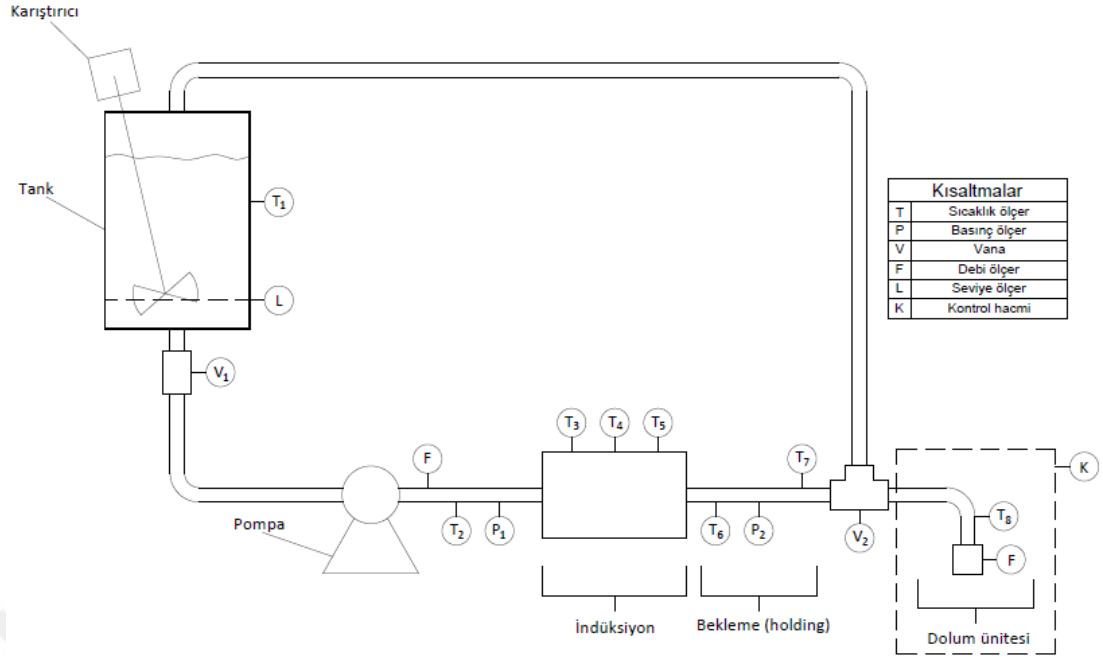 Karıştırıcı
Tank
T₁
L
V₁
Kısaltmalar
T Sıcaklık ölçer
P Basınç ölçer
V Vana
F Debi ölçer
L Seviye ölçer
K Kontrol hacmi
T₃ T₄ T₅
F
T₇
K
Pompa
T₂ P₁
T₆ P₂
V₂
T₈
F
İndüksiyon
Bekleme (holding)
Dolum ünitesi